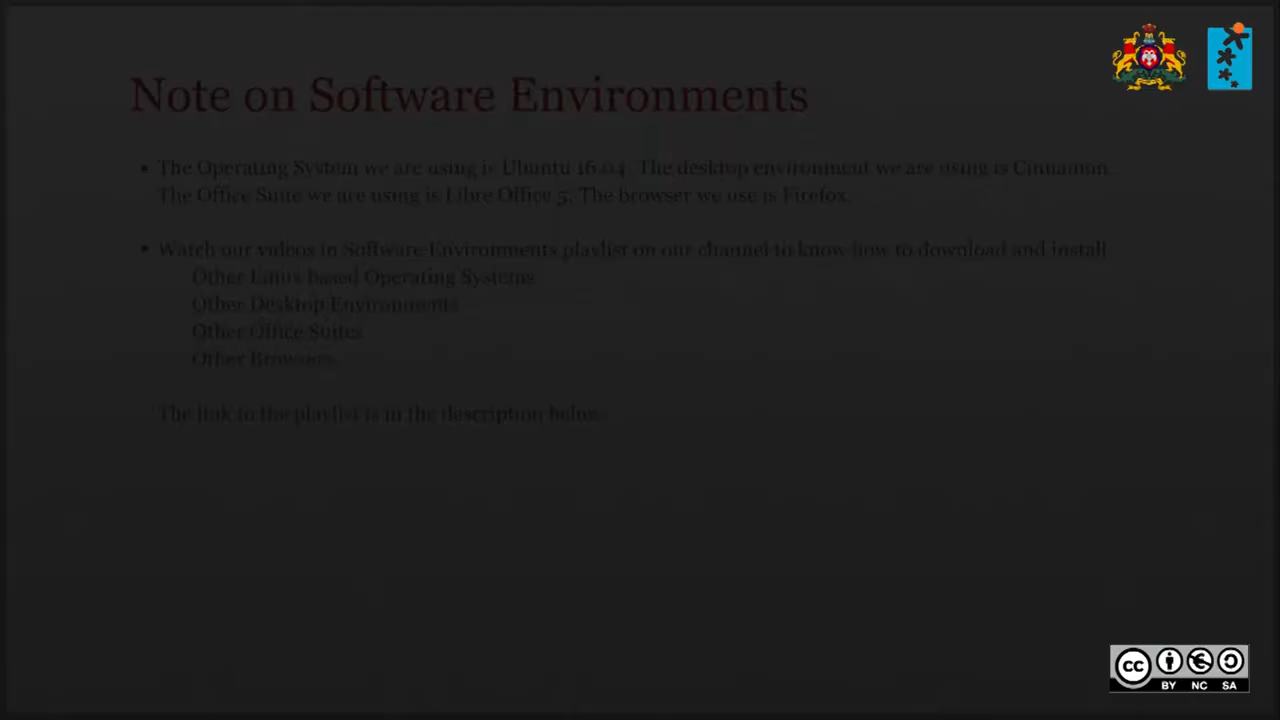 Note on Software Environments
• The Operating System we are using is Ubuntu 16.04. The desktop environment we are using is Cinnamon.
The Office Suite we are using is Libre Office 5. The browser we use is Firefox.
• Watch our videos in Software Environments playlist on our channel to know how to download and install
Other Linux based Operating Systems
Other Desktop Environments
Other Office Suites
Other Browsers
The link to the playlist is in the description below.
cc
BY NC SA